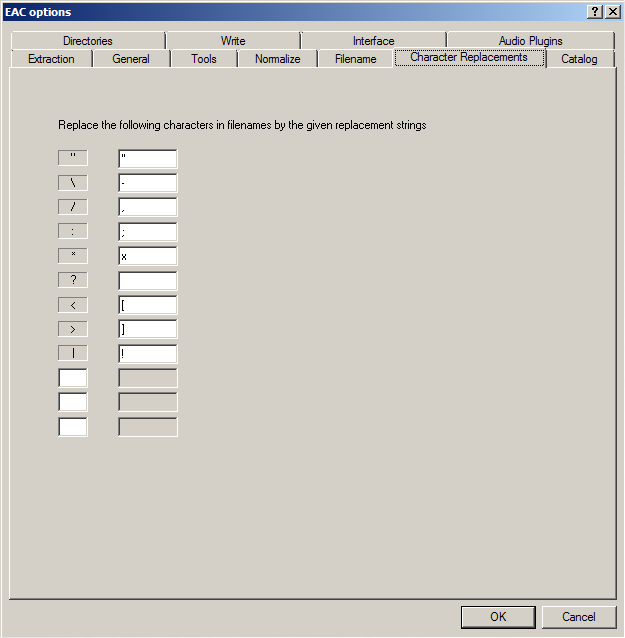 EAC options
Directories Write Interface Audio Plugins
Extraction General Tools Normalize Filename Character Replacements Catalog
Replace the following characters in filenames by the given replacement strings
" "
\ -
/ ,
: ;
* x
?
< [
> ]
| !
OK Cancel